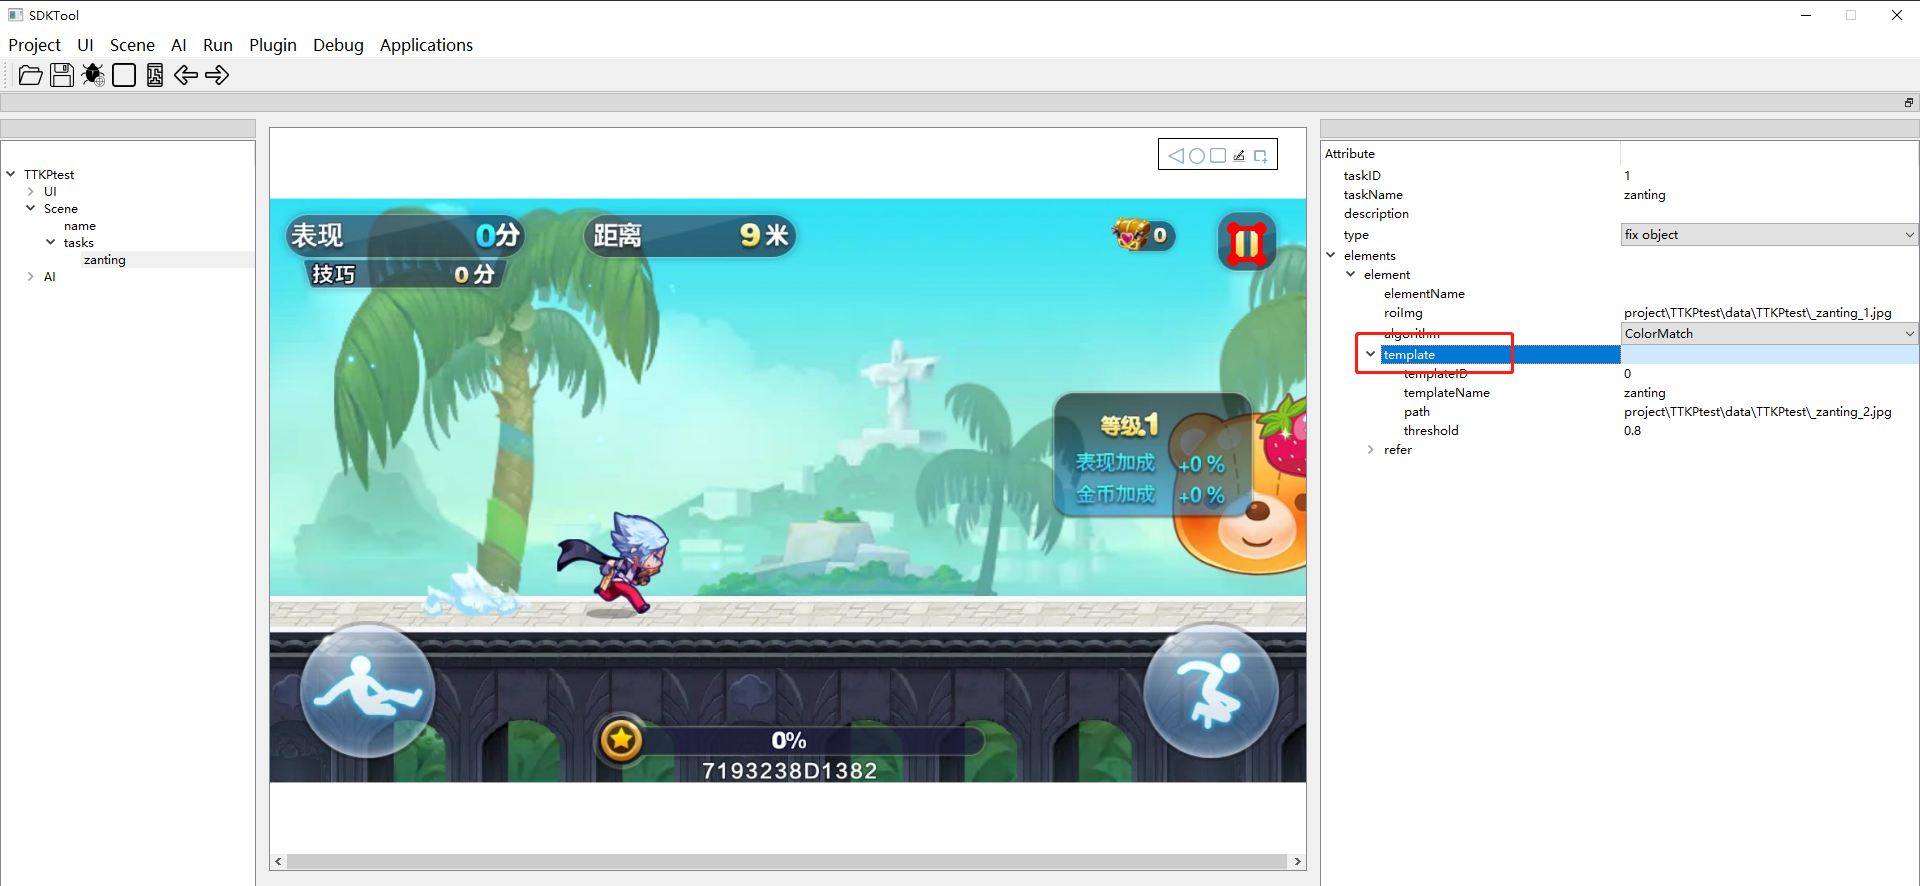 SDKTool
Project UI Scene AI Run Plugin Debug Applications
TTKPtest
UI
Scene
name
tasks
zanting
AI
表现 0分
距离 9米
0
技巧 0分
等级.1
表现加成 +0%
金币加成 +0%
0%
7193238D1382
Attribute
taskID 1
taskName zanting
description
type fix object
elements
element
elementName
roiImg project\TTKPtest\data\TTKPtest\_zanting_1.jpg
algorithm ColorMatch
template
templateID 0
templateName zanting
path project\TTKPtest\data\TTKPtest\_zanting_2.jpg
threshold 0.8
refer